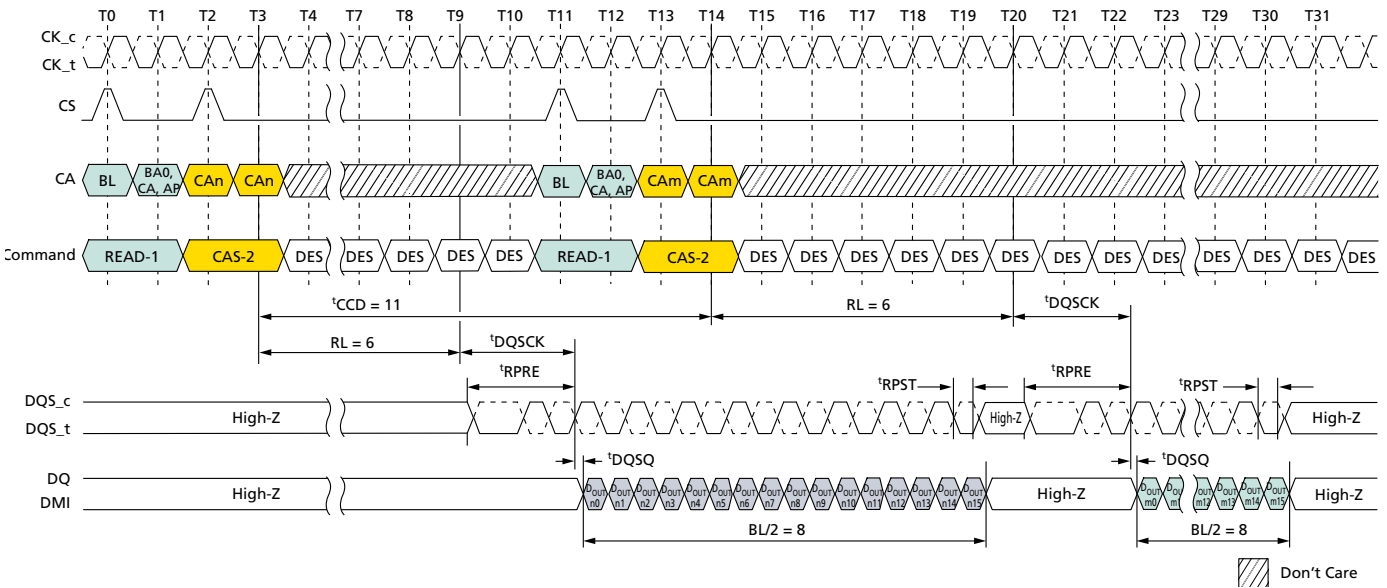 T0 T1 T2 T3 T4 T7 T8 T9 T10 T11 T12 T13 T14 T15 T16 T17 T18 T19 T20 T21 T22 T23 T29 T30 T31
CK_c
CK_t
CS
CA BL BA0, CA, AP CAn CAn BL BA0, CA, AP CAm CAm
Command READ-1 CAS-2 DES DES DES DES DES READ-1 CAS-2 DES DES DES DES DES DES DES DES DES DES DES DES
tCCD = 11 RL = 6 tDQSCK
RL = 6 tDQSCK
tRPRE tRPST tRPRE tRPST
DQS_c
DQS_t
High-Z High-Z High-Z
tDQSQ tDQSQ
DQ
DMI
High-Z DOUT n0 DOUT n1 DOUT n2 DOUT n3 DOUT n4 DOUT n5 DOUT n6 DOUT n7 DOUT n8 DOUT n9 DOUT n10 DOUT n11 DOUT n12 DOUT n13 DOUT n14 DOUT n15 High-Z DOUT m0 DOUT m1 DOUT m12 DOUT m13 DOUT m14 DOUT m15 High-Z
BL/2 = 8 BL/2 = 8
Don't Care